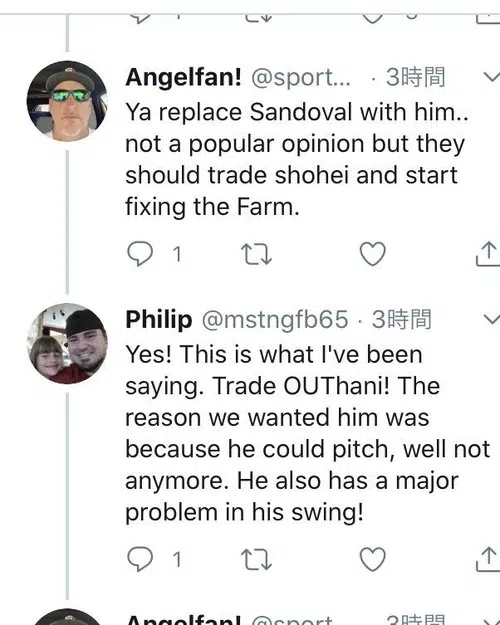 Angelfan! @sport... · 3時間
Ya replace Sandoval with him..
not a popular opinion but they
should trade shohei and start
fixing the Farm.
1
Philip @mstngfb65 · 3時間
Yes! This is what I've been
saying. Trade OUThani! The
reason we wanted him was
because he could pitch, well not
anymore. He also has a major
problem in his swing!
1
Angelfan! @sport... · 3時間